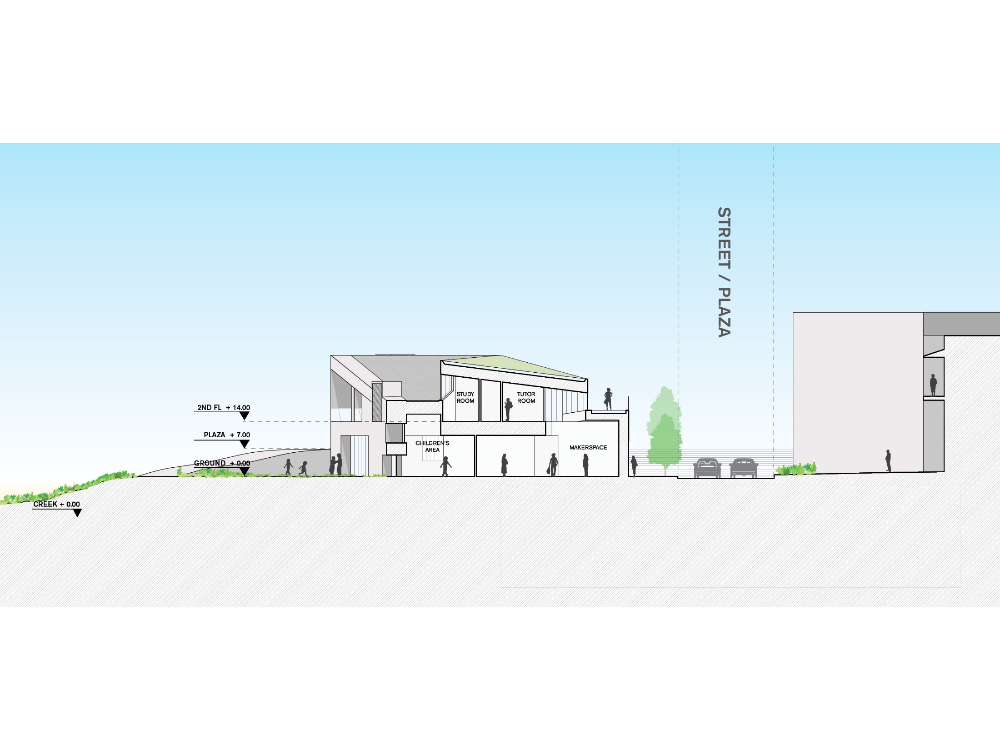 STREET / PLAZA
STUDY
ROOM
TUTOR
ROOM
2ND FL + 14.00
PLAZA + 7.00
CHILDREN'S
AREA
MAKERSPACE
GROUND + 0.00
CREEK + 0.00